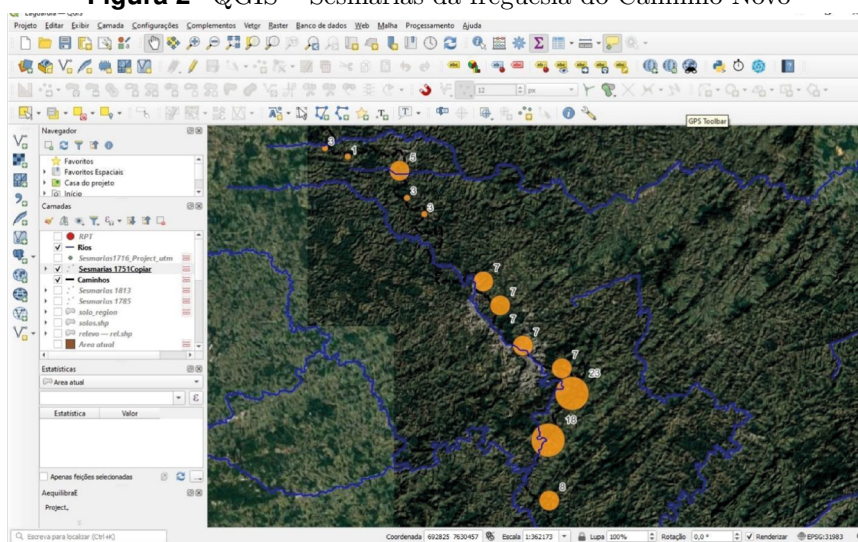 Figura 2 - QGIS - Sesmarias da freguesia do Caminho Novo
Laguardia — QGIS
Projeto Editar Exibir Camada Configurações Complementos Vetor Raster Banco de dados Web Malha Processamento Ajuda
12 px
GPS Toolbar
Navegador
Favoritos
Favoritos Espaciais
Casa do projeto
Início
Camadas
RPT
Rios
Sesmarias1716_Project_utm
Sesmarias 1751Copiar
Caminhos
Sesmarias 1813
Sesmarias 1785
solo_region
solos.shp
relevo — rel.shp
Area atual
Estatísticas
Area atual
ε
Estatística Valor
Apenas feições selecionadas
AequilibraE
Project,
3
1
5
3
3
7
7
7
7
7
23
18
8
Escreva para localizar (Ctrl+K)
Coordenada 692825 7630457 Escala 1:362173 Lupa 100% Rotação 0,0 ° Renderizar EPSG:31983